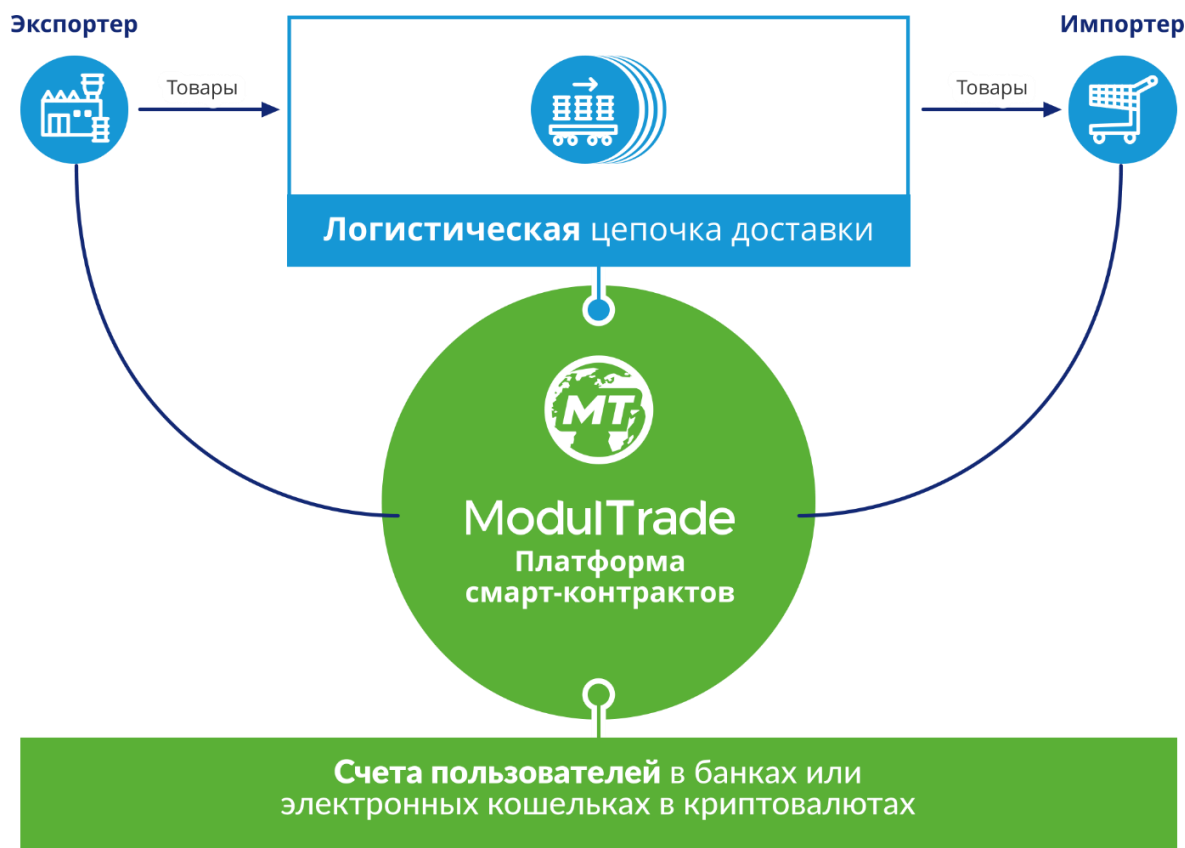 Экспортер
Импортер
Товары
Товары
Логистическая цепочка доставки
MT
ModulTrade
Платформа
смарт-контрактов
Счета пользователей в банках или
электронных кошельках в криптовалютах